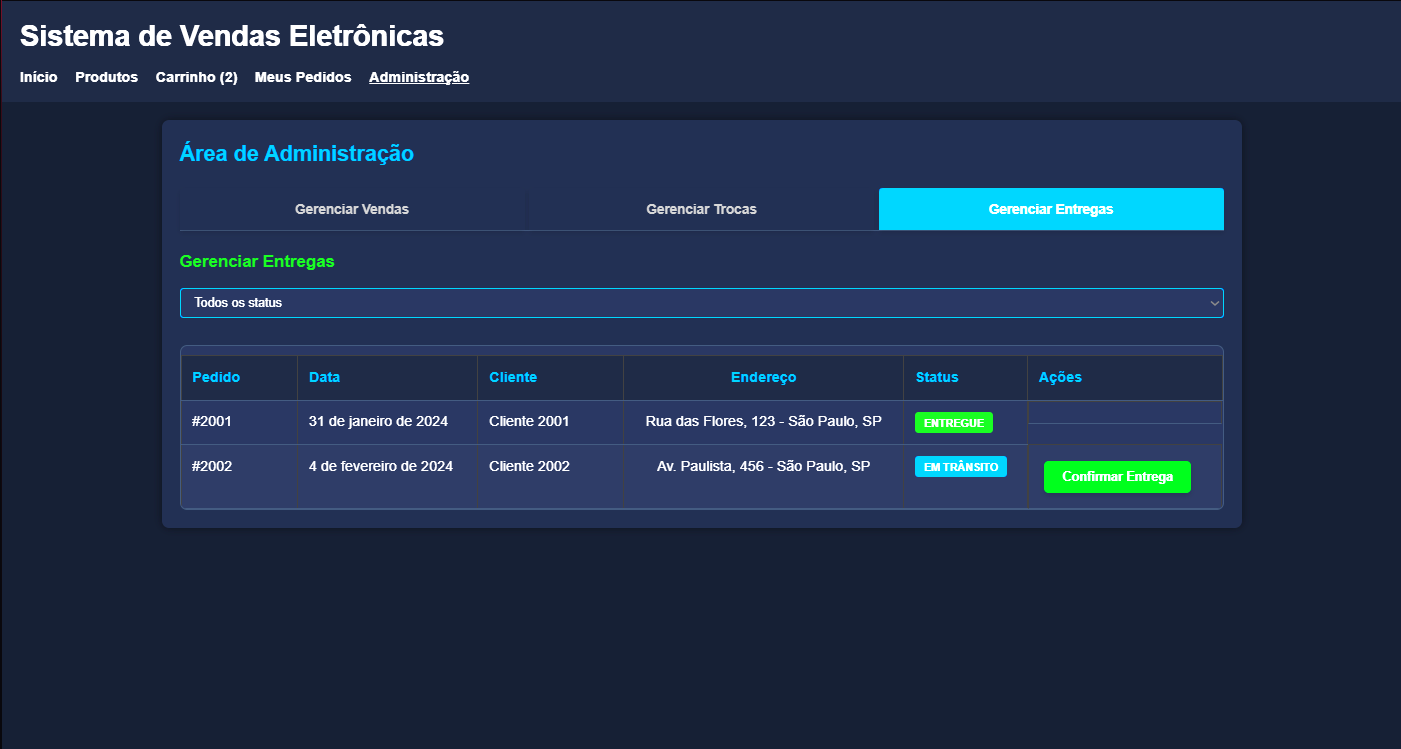 Sistema de Vendas Eletrônicas
Início Produtos Carrinho (2) Meus Pedidos Administração
Área de Administração
Gerenciar Vendas Gerenciar Trocas Gerenciar Entregas
Gerenciar Entregas
Todos os status
Pedido Data Cliente Endereço Status Ações
#2001 31 de janeiro de 2024 Cliente 2001 Rua das Flores, 123 - São Paulo, SP ENTREGUE
#2002 4 de fevereiro de 2024 Cliente 2002 Av. Paulista, 456 - São Paulo, SP EM TRÂNSITO Confirmar Entrega